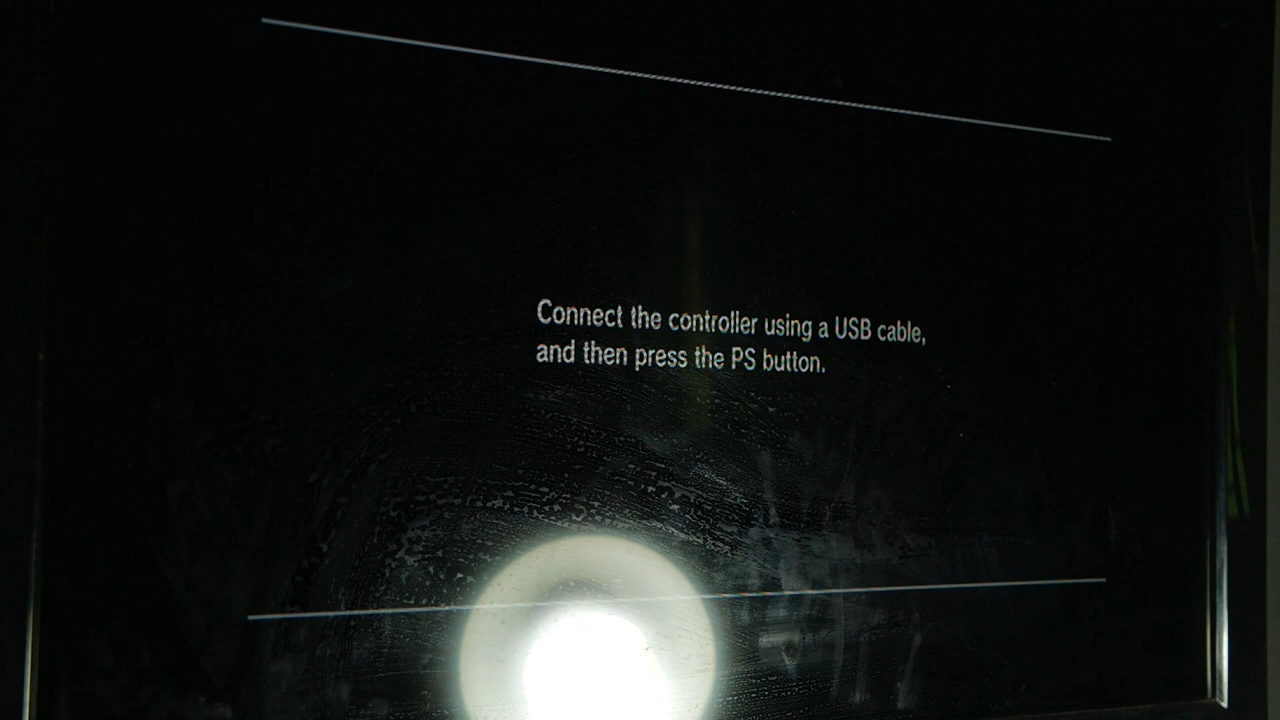 Connect the controller using a USB cable,
and then press the PS button.